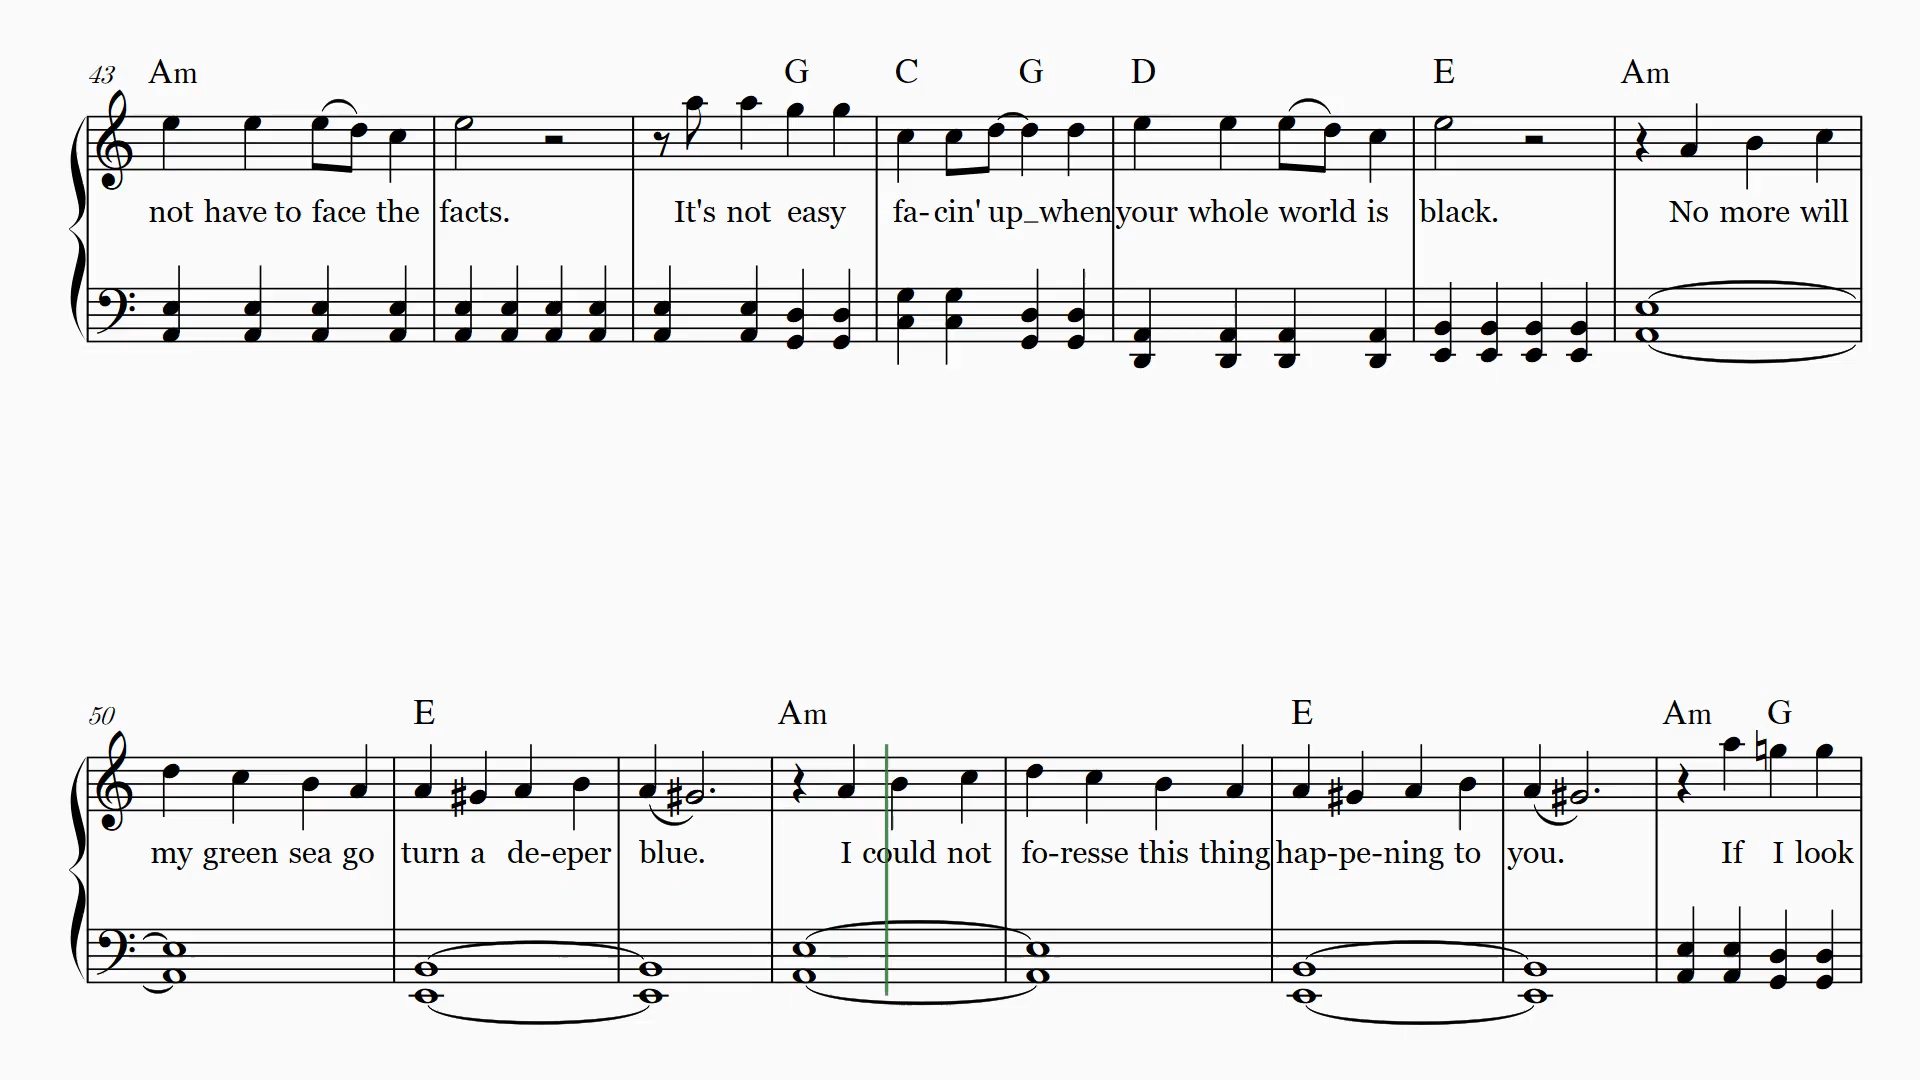 43 Am G C G D E Am
not have to face the facts. It's not easy fa-cin' up_when your whole world is black. No more will
50 E Am E Am G
my green sea go turn a de-eper blue. I could not fo-resse this thing hap-pe-ning to you. If I look